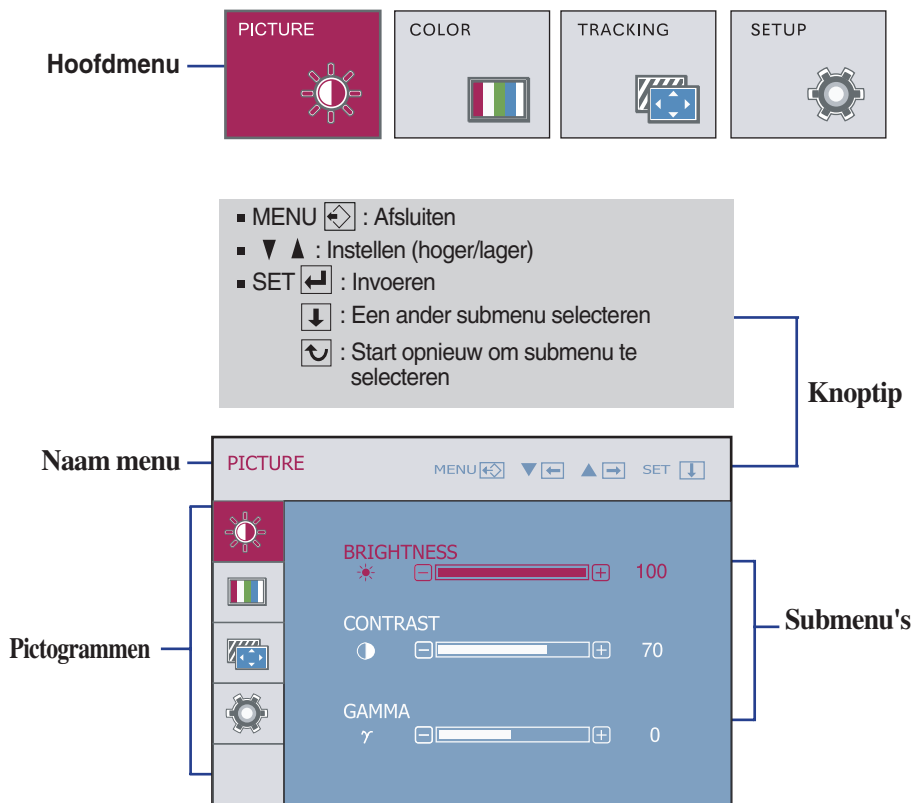 PICTURE
COLOR
TRACKING
SETUP
Hoofdmenu
MENU : Afsluiten
▼ ▲ : Instellen (hoger/lager)
SET : Invoeren
: Een ander submenu selecteren
: Start opnieuw om submenu te
selecteren
Knoptip
Naam menu
PICTURE
MENU ▼ ▲ SET
BRIGHTNESS
100
CONTRAST
70
Submenu's
Pictogrammen
GAMMA
γ 0